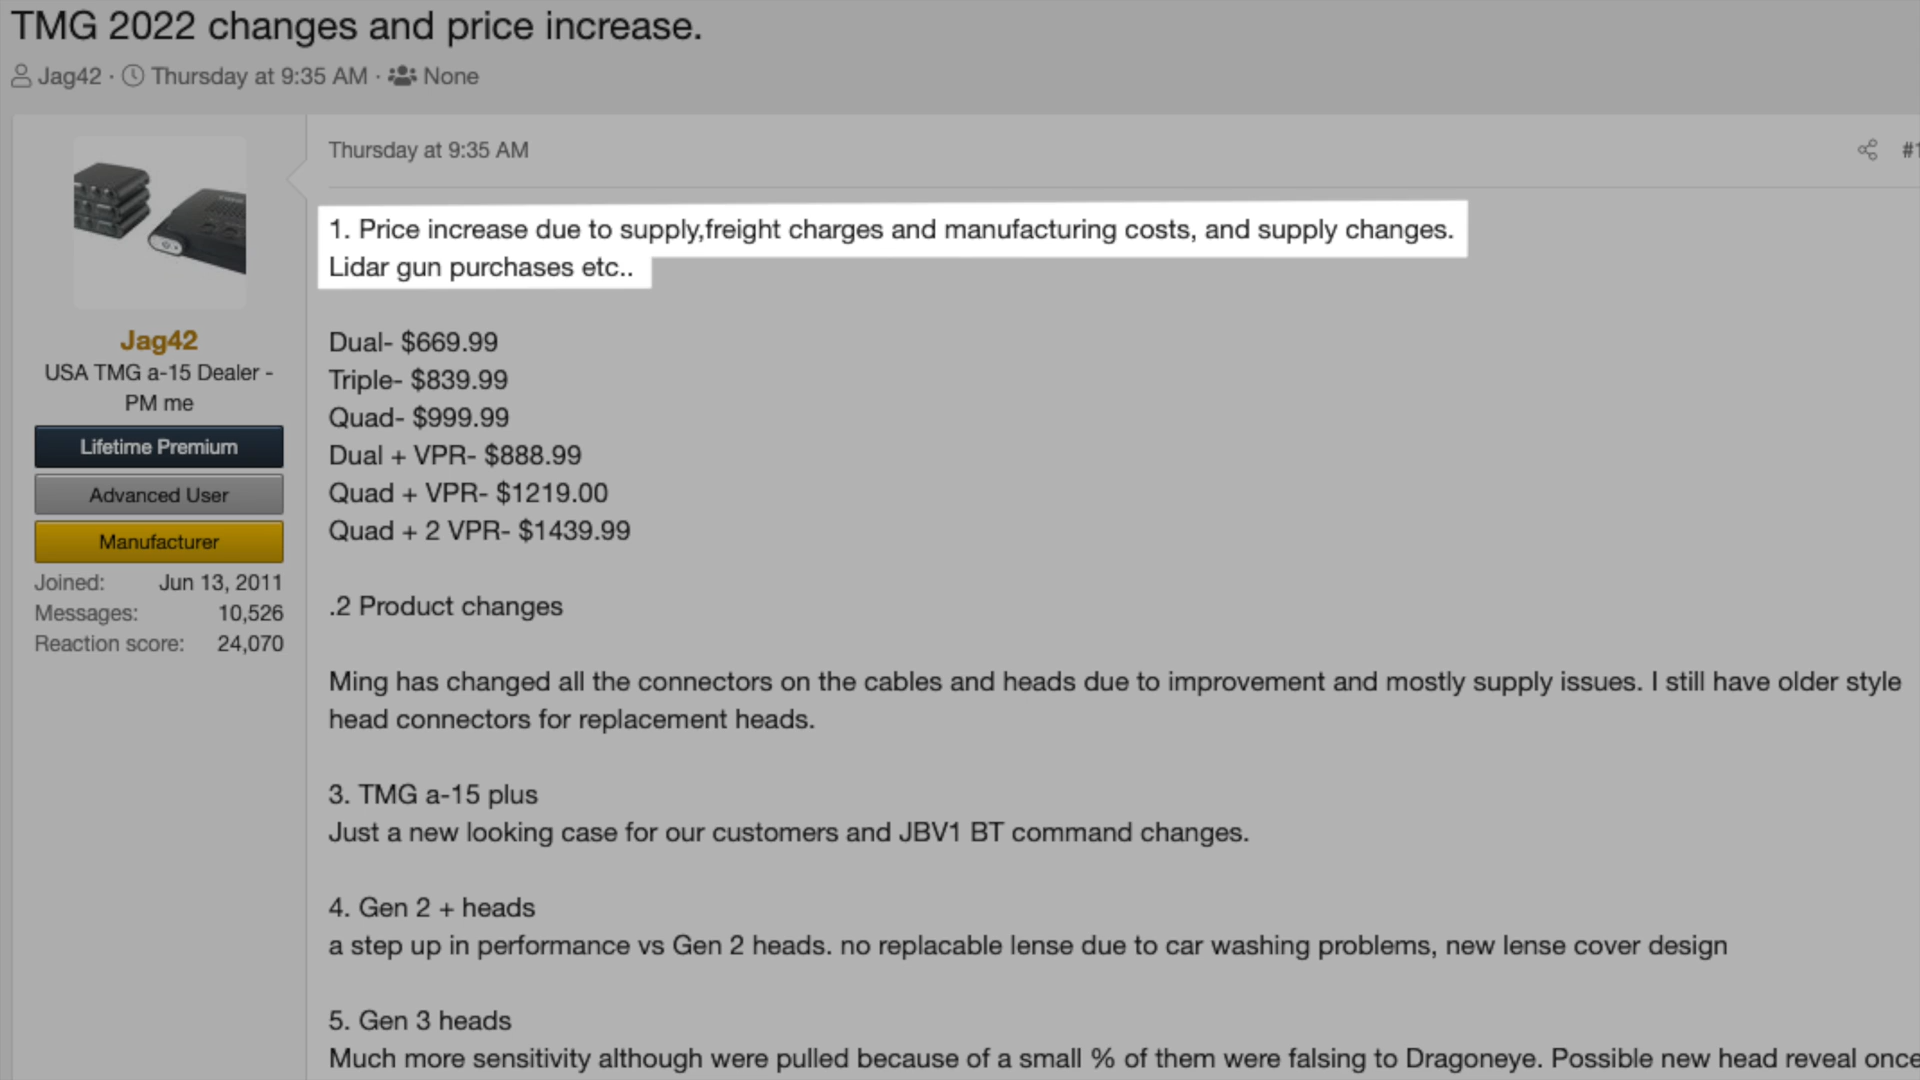 TMG 2022 changes and price increase.
Jag42 · Thursday at 9:35 AM · None
Thursday at 9:35 AM
#1
1. Price increase due to supply,freight charges and manufacturing costs, and supply changes.
Lidar gun purchases etc..
Jag42
USA TMG a-15 Dealer -
PM me
Lifetime Premium
Advanced User
Manufacturer
Joined: Jun 13, 2011
Messages: 10,526
Reaction score: 24,070
Dual- $669.99
Triple- $839.99
Quad- $999.99
Dual + VPR- $888.99
Quad + VPR- $1219.00
Quad + 2 VPR- $1439.99
.2 Product changes
Ming has changed all the connectors on the cables and heads due to improvement and mostly supply issues. I still have older style
head connectors for replacement heads.
3. TMG a-15 plus
Just a new looking case for our customers and JBV1 BT command changes.
4. Gen 2 + heads
a step up in performance vs Gen 2 heads. no replacable lense due to car washing problems, new lense cover design
5. Gen 3 heads
Much more sensitivity although were pulled because of a small % of them were falsing to Dragoneye. Possible new head reveal once